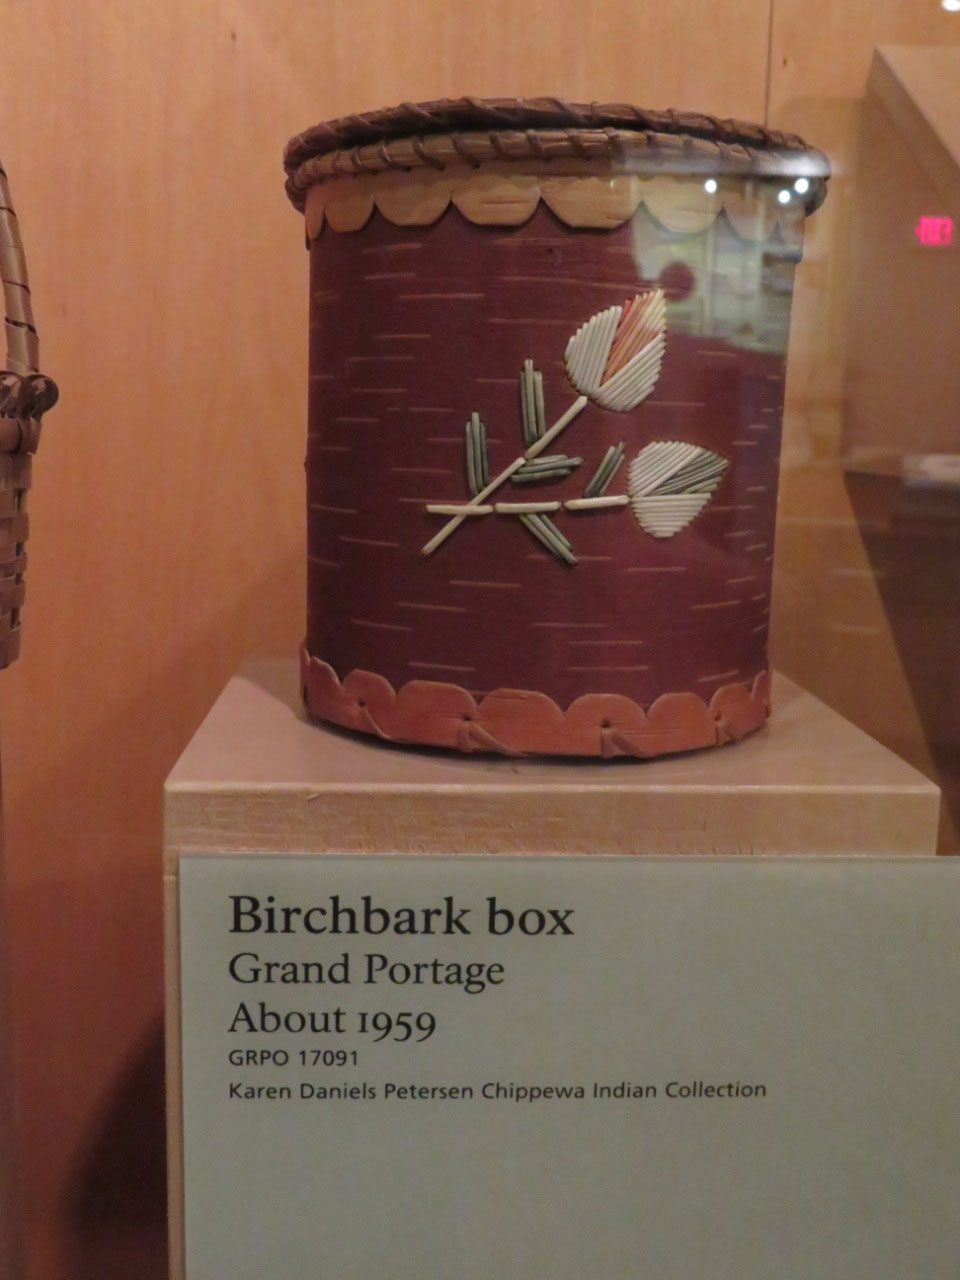 Birchbark box
Grand Portage
About 1959
GRPO 17091
Karen Daniels Petersen Chippewa Indian Collection